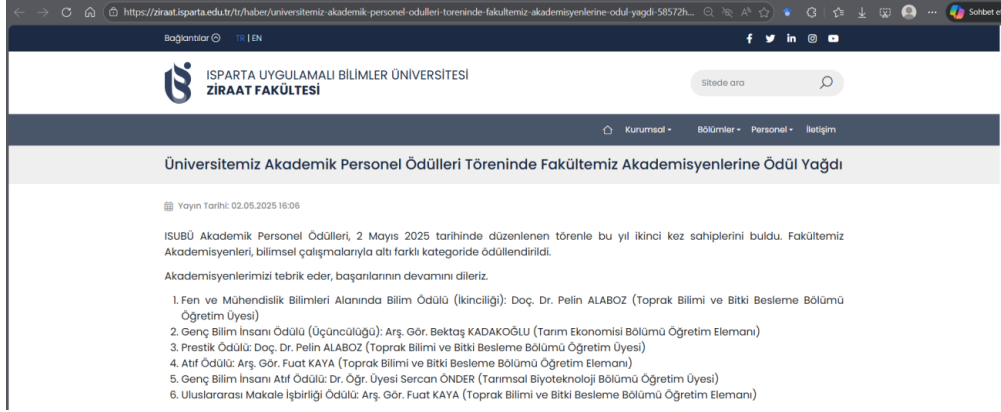 https://ziraat.isparta.edu.tr/tr/haber/universitemiz-akademik-personel-odulleri-toreninde-fakultemiz-akademisyenlerine-odul-yagdi-58572h...
Sohbet e
Bağlantılar TR | EN
ISPARTA UYGULAMALI BİLİMLER ÜNİVERSİTESİ
ZİRAAT FAKÜLTESİ
Sitede ara
Kurumsal Bölümler Personel İletişim
Üniversitemiz Akademik Personel Ödülleri Töreninde Fakültemiz Akademisyenlerine Ödül Yağdı
Yayın Tarihi: 02.05.2025 16:06
ISUBÜ Akademik Personel Ödülleri, 2 Mayıs 2025 tarihinde düzenlenen törenle bu yıl ikinci kez sahiplerini buldu. Fakültemiz
Akademisyenleri, bilimsel çalışmalarıyla altı farklı kategoride ödüllendirildi.
Akademisyenlerimizi tebrik eder, başarılarının devamını dileriz.
1. Fen ve Mühendislik Bilimleri Alanında Bilim Ödülü (İkinciliği): Doç. Dr. Pelin ALABOZ (Toprak Bilimi ve Bitki Besleme Bölümü
Öğretim Üyesi)
2. Genç Bilim İnsanı Ödülü (Üçüncülüğü): Arş. Gör. Bektaş KADAKOĞLU (Tarım Ekonomisi Bölümü Öğretim Elemanı)
3. Prestik Ödülü: Doç. Dr. Pelin ALABOZ (Toprak Bilimi ve Bitki Besleme Bölümü Öğretim Üyesi)
4. Atıf Ödülü: Arş. Gör. Fuat KAYA (Toprak Bilimi ve Bitki Besleme Bölümü Öğretim Elemanı)
5. Genç Bilim İnsanı Atıf Ödülü: Dr. Öğr. Üyesi Sercan ÖNDER (Tarımsal Biyoteknoloji Bölümü Öğretim Üyesi)
6. Uluslararası Makale İşbirliği Ödülü: Arş. Gör. Fuat KAYA (Toprak Bilimi ve Bitki Besleme Bölümü Öğretim Elemanı)